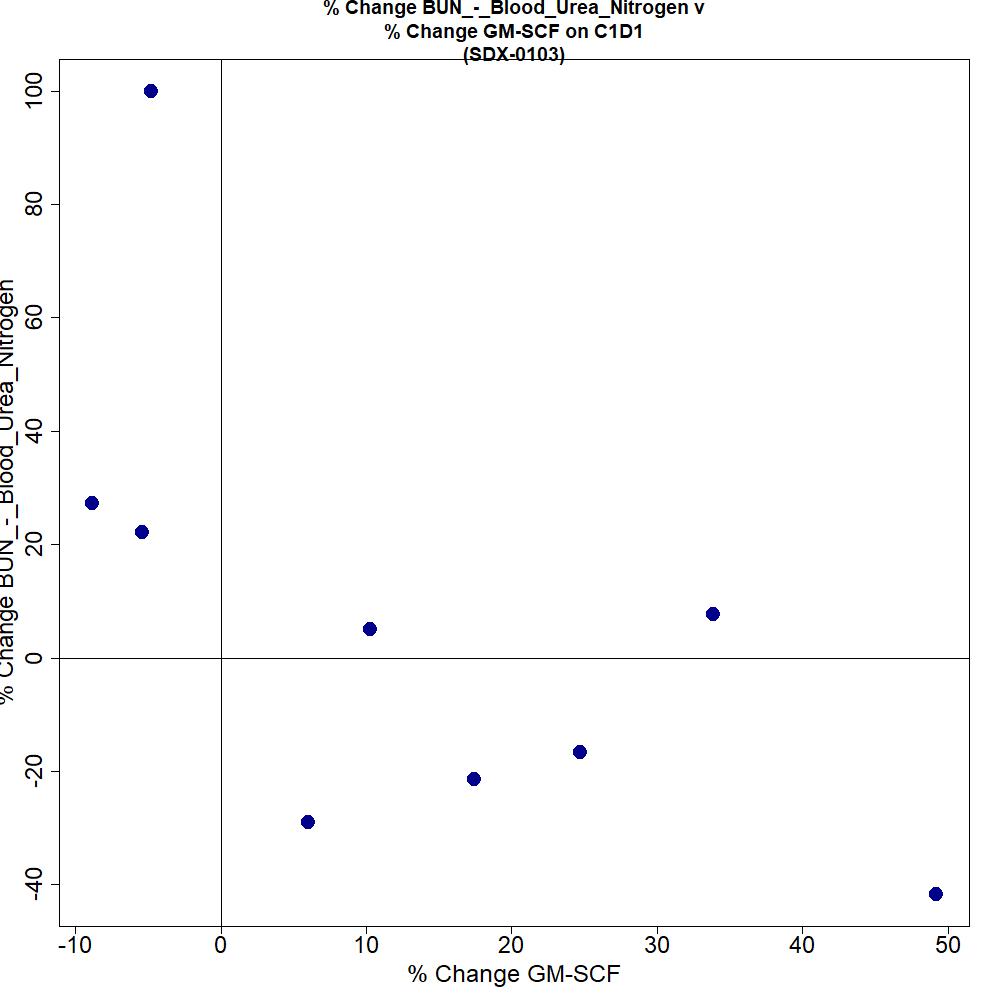 % Change BUN_-_Blood_Urea_Nitrogen v
% Change GM-SCF on C1D1
(SDX-0103)
% Change BUN_-_Blood_Urea_Nitrogen
100
80
60
40
20
0
-20
-40
-10 0 10 20 30 40 50
% Change GM-SCF